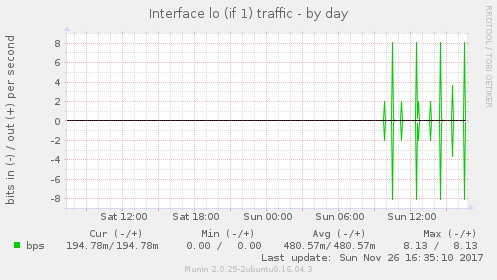 Interface lo (if 1) traffic - by day
RRDTOOL / TOBI OETIKER
bits in (-) / out (+) per second
8
6
4
2
0
-2
-4
-6
-8
Sat 12:00 Sat 18:00 Sun 00:00 Sun 06:00 Sun 12:00
Cur (-/+) Min (-/+) Avg (-/+) Max (-/+)
bps 194.78m/194.78m 0.00 / 0.00 480.57m/480.57m 8.13 / 8.13
Last update: Sun Nov 26 16:35:10 2017
Munin 2.0.25-2ubuntu0.16.04.3